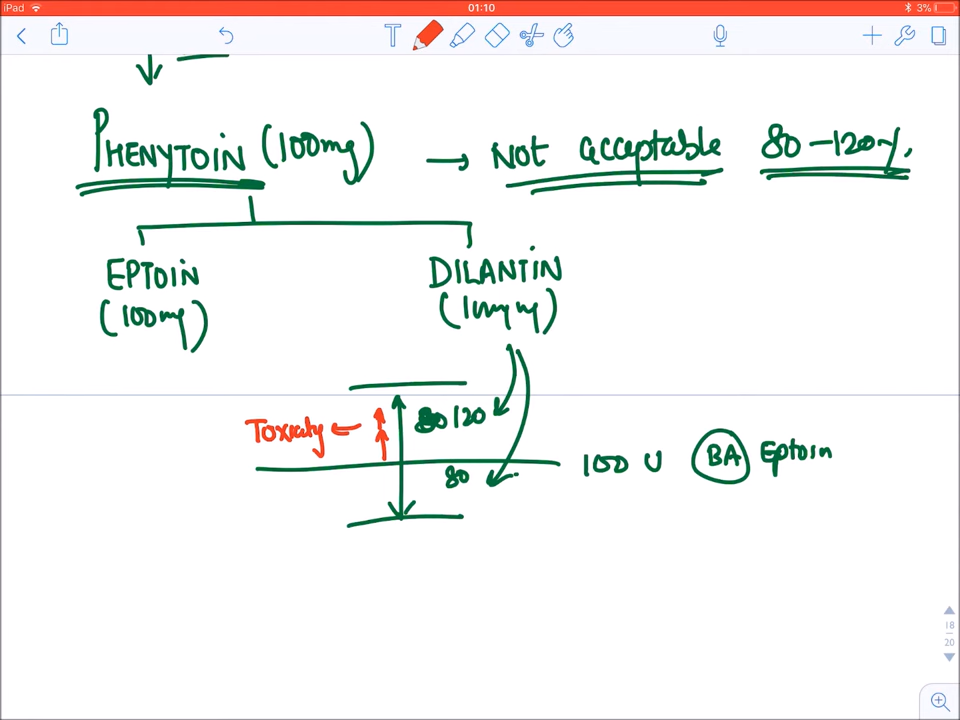 iPad 01:10 3%
T
PHENYTOIN (100mg) → NOT acceptable 80-120%.
EPTOIN DILANTIN
(100mg)
120
Toxicity ←
80
100 U BA Eptoin
18
20